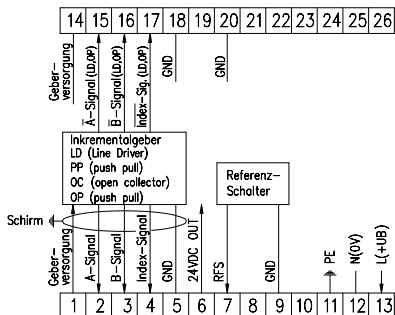 14 15 16 17 18 19 20 21 22 23 24 25 26
Geber-
versorgung
A-Signal(LD,OP)
B-Signal(LD,OP)
Index-Sig.(LD,OP)
GND
GND
Inkrementalgeber
LD (Line Driver)
PP (push pull)
OC (open collector)
OP (push pull)
Referenz-
Schalter
Schirm
Geber-
versorgung
A-Signal
B-Signal
Index-Signal
GND
24VDC OUT
RFS
GND
PE
N(0V)
L(+UB)
1 2 3 4 5 6 7 8 9 10 11 12 13